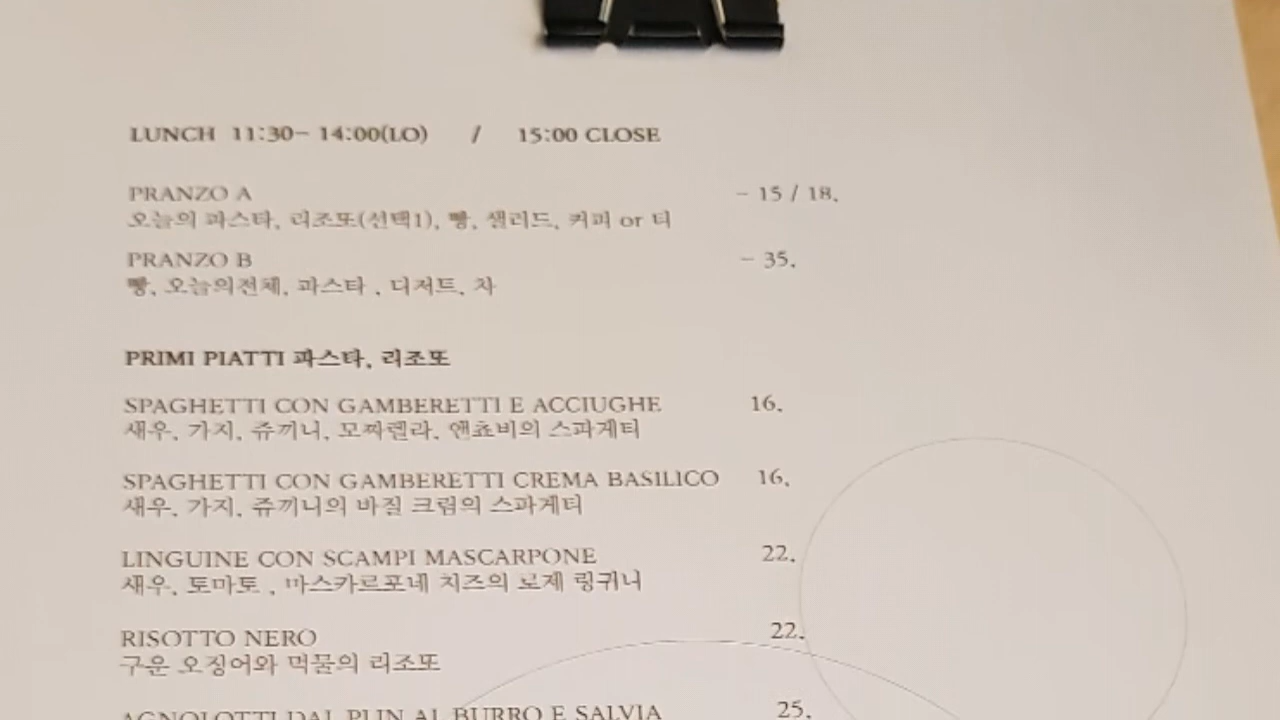 LUNCH 11:30- 14:00(LO) / 15:00 CLOSE
PRANZO A - 15 / 18.
오늘의 파스타, 리조또(선택1), 빵, 샐러드, 커피 or 티
PRANZO B - 35.
빵, 오늘의전체, 파스타 , 디저트, 차
PRIMI PIATTI 파스타, 리조또
SPAGHETTI CON GAMBERETTI E ACCIUGHE 16.
새우, 가지, 쥬끼니, 모짜렐라, 앤쵸비의 스파게티
SPAGHETTI CON GAMBERETTI CREMA BASILICO 16.
새우, 가지, 쥬끼니의 바질 크림의 스파게티
LINGUINE CON SCAMPI MASCARPONE 22.
새우, 토마토 , 마스카르포네 치즈의 로제 링귀니
RISOTTO NERO 22.
구운 오징어와 먹물의 리조또
AGNOLOTTI DAL PLIN AL BURRO E SALVIA 25.